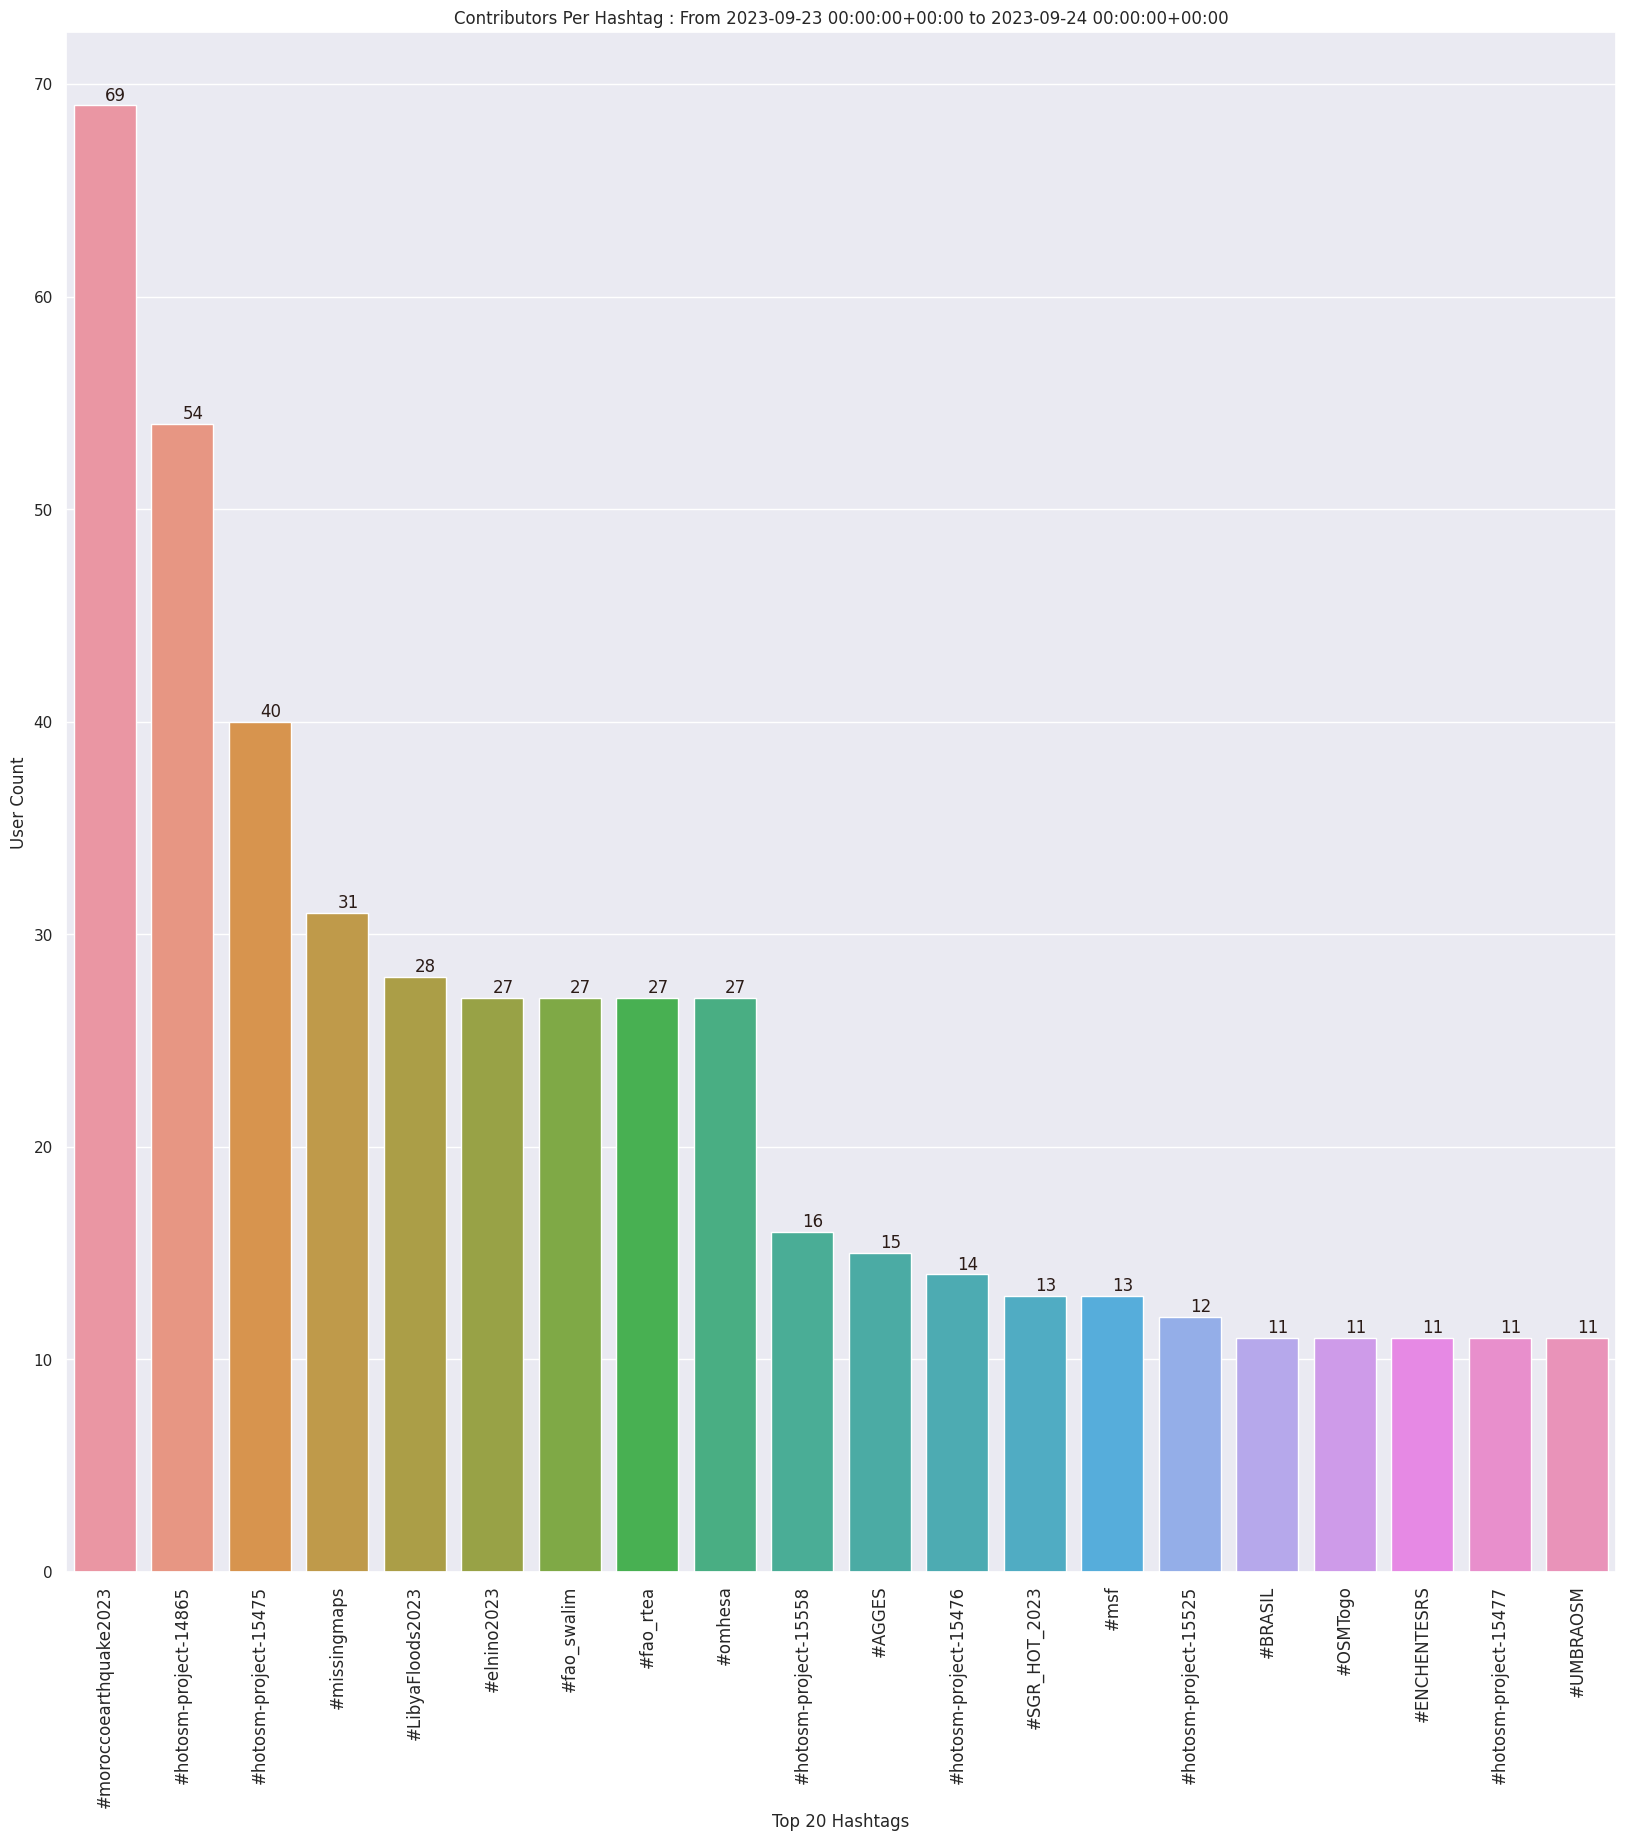 Contributors Per Hashtag : From 2023-09-23 00:00:00+00:00 to 2023-09-24 00:00:00+00:00
User Count
70
60
50
40
30
20
10
0
69
54
40
31
28
27
27
27
27
16
15
14
13
13
12
11
11
11
11
11
#moroccoearthquake2023
#hotosm-project-14865
#hotosm-project-15475
#missingmaps
#LibyaFloods2023
#elnino2023
#fao_swalim
#fao_rtea
#omhesa
#hotosm-project-15558
#AGGES
#hotosm-project-15476
#SGR_HOT_2023
#msf
#hotosm-project-15525
#BRASIL
#OSMTogo
#ENCHENTESRS
#hotosm-project-15477
#UMBRAOSM
Top 20 Hashtags